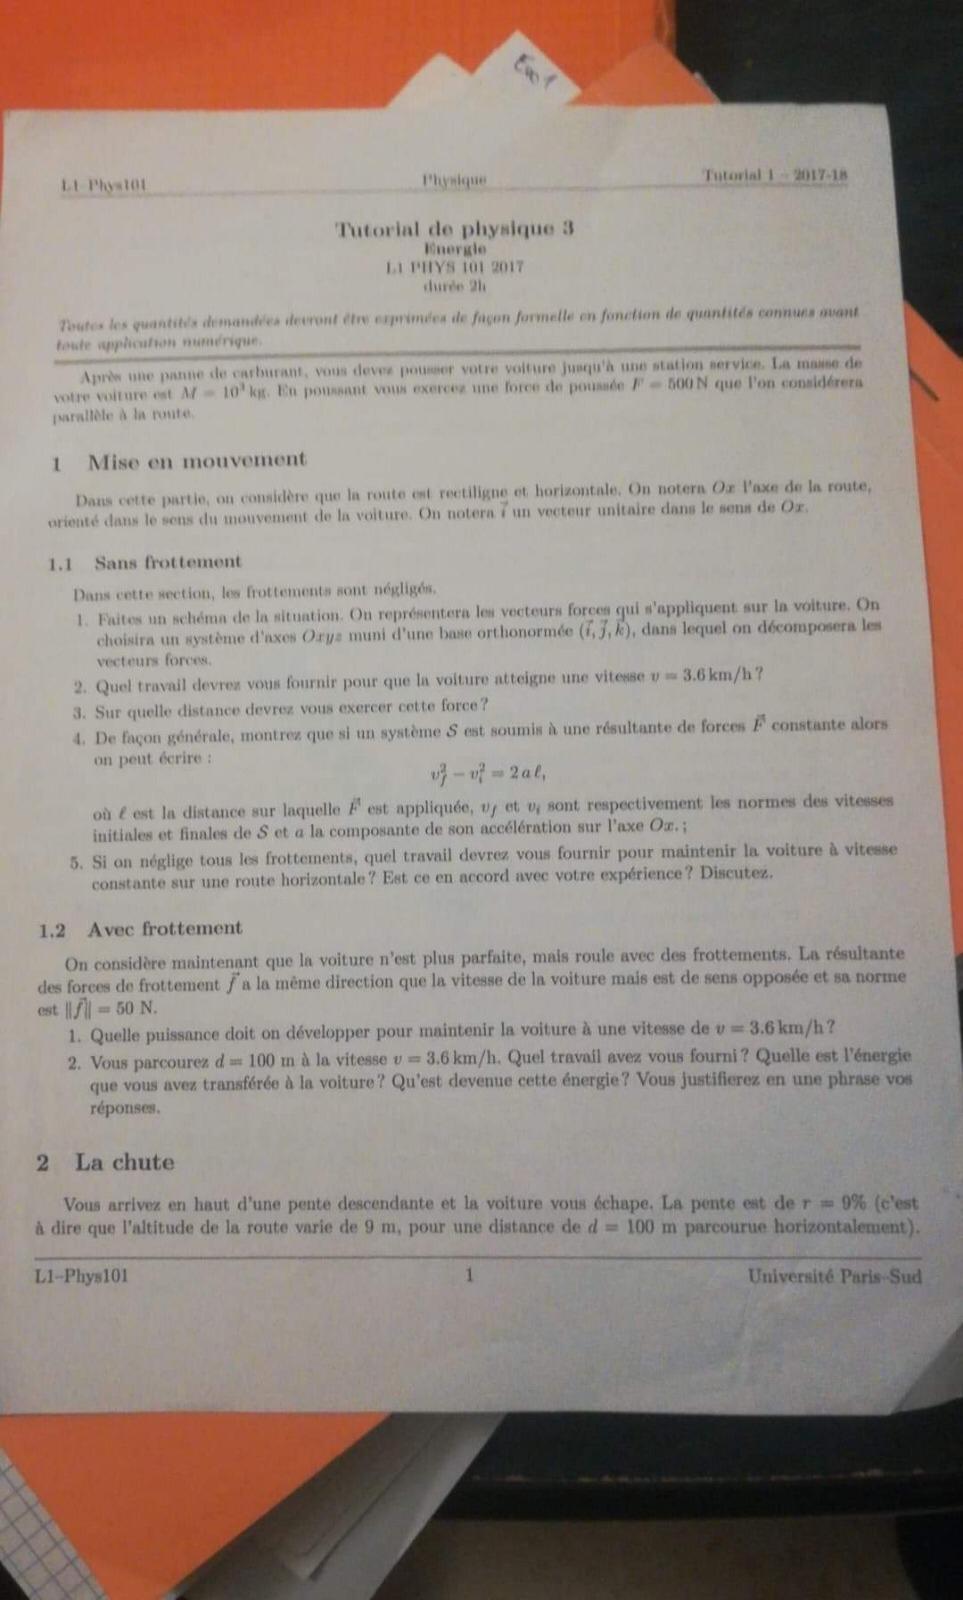 Exo 1
L1-Phys101 Physique Tutorial 1 – 2017-18
Tutorial de physique 3
Energie
L1 PHYS 101 2017
durée 2h
Toutes les quantités demandées devront être exprimées de façon formelle en fonction de quantités connues avant
toute application numérique.
Après une panne de carburant, vous devez pousser votre voiture jusqu'à une station service. La masse de
votre voiture est M = 10³ kg. En poussant vous exercez une force de poussée F = 500 N que l'on considérera
parallèle à la route.
1 Mise en mouvement
Dans cette partie, on considère que la route est rectiligne et horizontale. On notera Ox l'axe de la route,
orienté dans le sens du mouvement de la voiture. On notera i⃗ un vecteur unitaire dans le sens de Ox.
1.1 Sans frottement
Dans cette section, les frottements sont négligés.
1. Faites un schéma de la situation. On représentera les vecteurs forces qui s'appliquent sur la voiture. On
choisira un système d'axes Oxyz muni d'une base orthonormée (i⃗, j⃗, k⃗), dans lequel on décomposera les
vecteurs forces.
2. Quel travail devrez vous fournir pour que la voiture atteigne une vitesse v = 3.6 km/h ?
3. Sur quelle distance devrez vous exercer cette force ?
4. De façon générale, montrez que si un système S est soumis à une résultante de forces F⃗ constante alors
on peut écrire :
v_f² − v_i² = 2 a ℓ,
où ℓ est la distance sur laquelle F⃗ est appliquée, v_f et v_i sont respectivement les normes des vitesses
initiales et finales de S et a la composante de son accélération sur l'axe Ox. ;
5. Si on néglige tous les frottements, quel travail devrez vous fournir pour maintenir la voiture à vitesse
constante sur une route horizontale ? Est ce en accord avec votre expérience ? Discutez.
1.2 Avec frottement
On considère maintenant que la voiture n'est plus parfaite, mais roule avec des frottements. La résultante
des forces de frottement f⃗ a la même direction que la vitesse de la voiture mais est de sens opposée et sa norme
est ||f⃗|| = 50 N.
1. Quelle puissance doit on développer pour maintenir la voiture à une vitesse de v = 3.6 km/h ?
2. Vous parcourez d = 100 m à la vitesse v = 3.6 km/h. Quel travail avez vous fourni ? Quelle est l'énergie
que vous avez transférée à la voiture ? Qu'est devenue cette énergie ? Vous justifierez en une phrase vos
réponses.
2 La chute
Vous arrivez en haut d'une pente descendante et la voiture vous échape. La pente est de r = 9% (c'est
à dire que l'altitude de la route varie de 9 m, pour une distance de d = 100 m parcourue horizontalement).
L1–Phys101 1 Université Paris–Sud